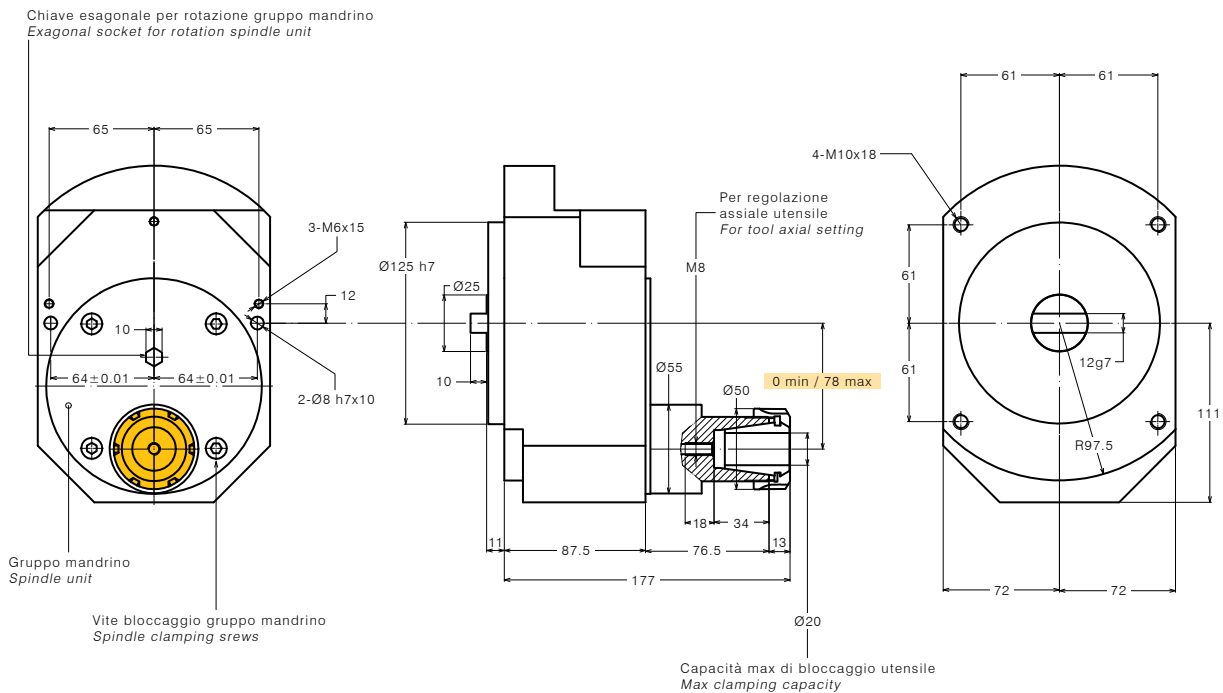 Chiave esagonale per rotazione gruppo mandrino
Exagonal socket for rotation spindle unit
65
65
3-M6x15
12
10
64±0.01
64±0.01
2-Ø8 h7x10
Gruppo mandrino
Spindle unit
Vite bloccaggio gruppo mandrino
Spindle clamping srews
Ø125 h7
Ø25
10
Per regolazione
assiale utensile
For tool axial setting
M8
Ø55
Ø50
0 min / 78 max
18
34
11
87.5
76.5
13
177
Ø20
Capacità max di bloccaggio utensile
Max clamping capacity
61
61
4-M10x18
61
61
12g7
R97.5
111
72
72